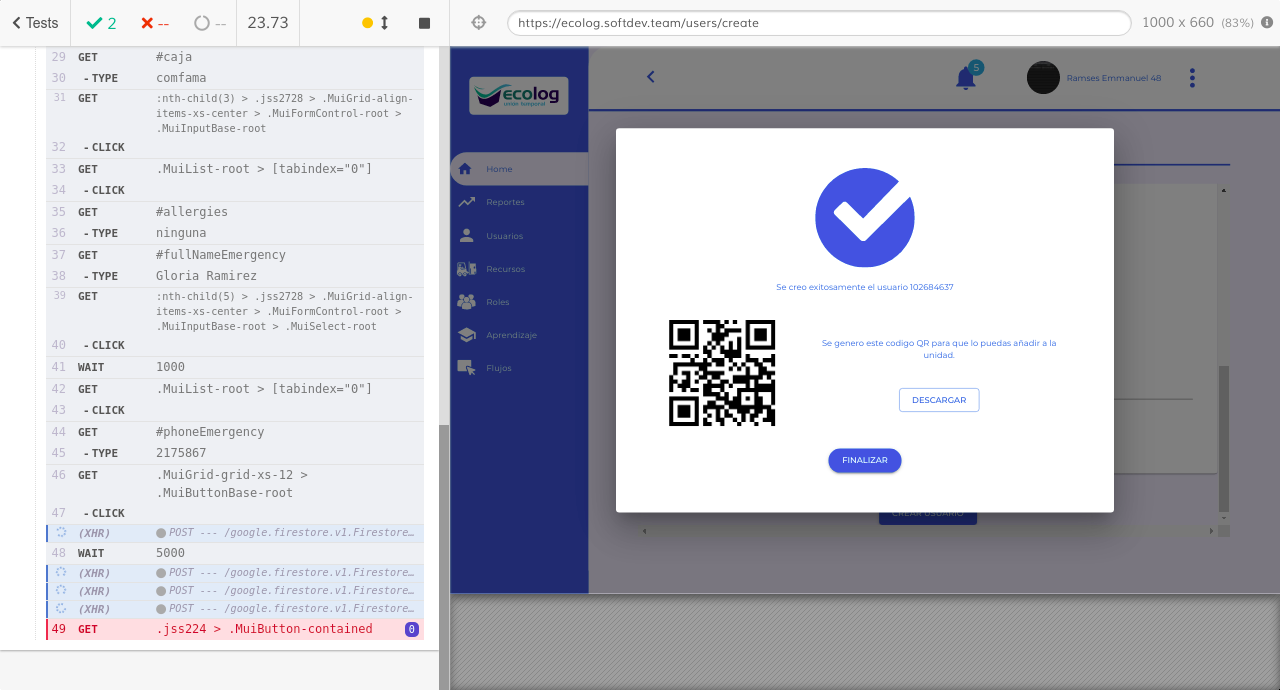 Tests
2
--
--
23.73
https://ecolog.softdev.team/users/create
1000 x 660 (83%)
29 GET #caja
30 -TYPE comfama
31 GET :nth-child(3) > .jss2728 > .MuiGrid-align-
items-xs-center > .MuiFormControl-root >
.MuiInputBase-root
32 -CLICK
33 GET .MuiList-root > [tabindex="0"]
34 -CLICK
35 GET #allergies
36 -TYPE ninguna
37 GET #fullNameEmergency
38 -TYPE Gloria Ramirez
39 GET :nth-child(5) > .jss2728 > .MuiGrid-align-
items-xs-center > .MuiFormControl-root >
.MuiInputBase-root > .MuiSelect-root
40 -CLICK
41 WAIT 1000
42 GET .MuiList-root > [tabindex="0"]
43 -CLICK
44 GET #phoneEmergency
45 -TYPE 2175867
46 GET .MuiGrid-grid-xs-12 >
.MuiButtonBase-root
47 -CLICK
(XHR) POST --- /google.firestore.v1.Firestore…
48 WAIT 5000
(XHR) POST --- /google.firestore.v1.Firestore…
(XHR) POST --- /google.firestore.v1.Firestore…
(XHR) POST --- /google.firestore.v1.Firestore…
49 GET .jss224 > .MuiButton-contained 0
ecolog
union temporal
5
Ramses Emmanuel 48
Home
Reportes
Usuarios
Recursos
Roles
Aprendizaje
Flujos
Se creo exitosamente el usuario 102684637
Se genero este codigo QR para que lo puedas añadir a la
unidad.
DESCARGAR
FINALIZAR
CREAR USUARIO